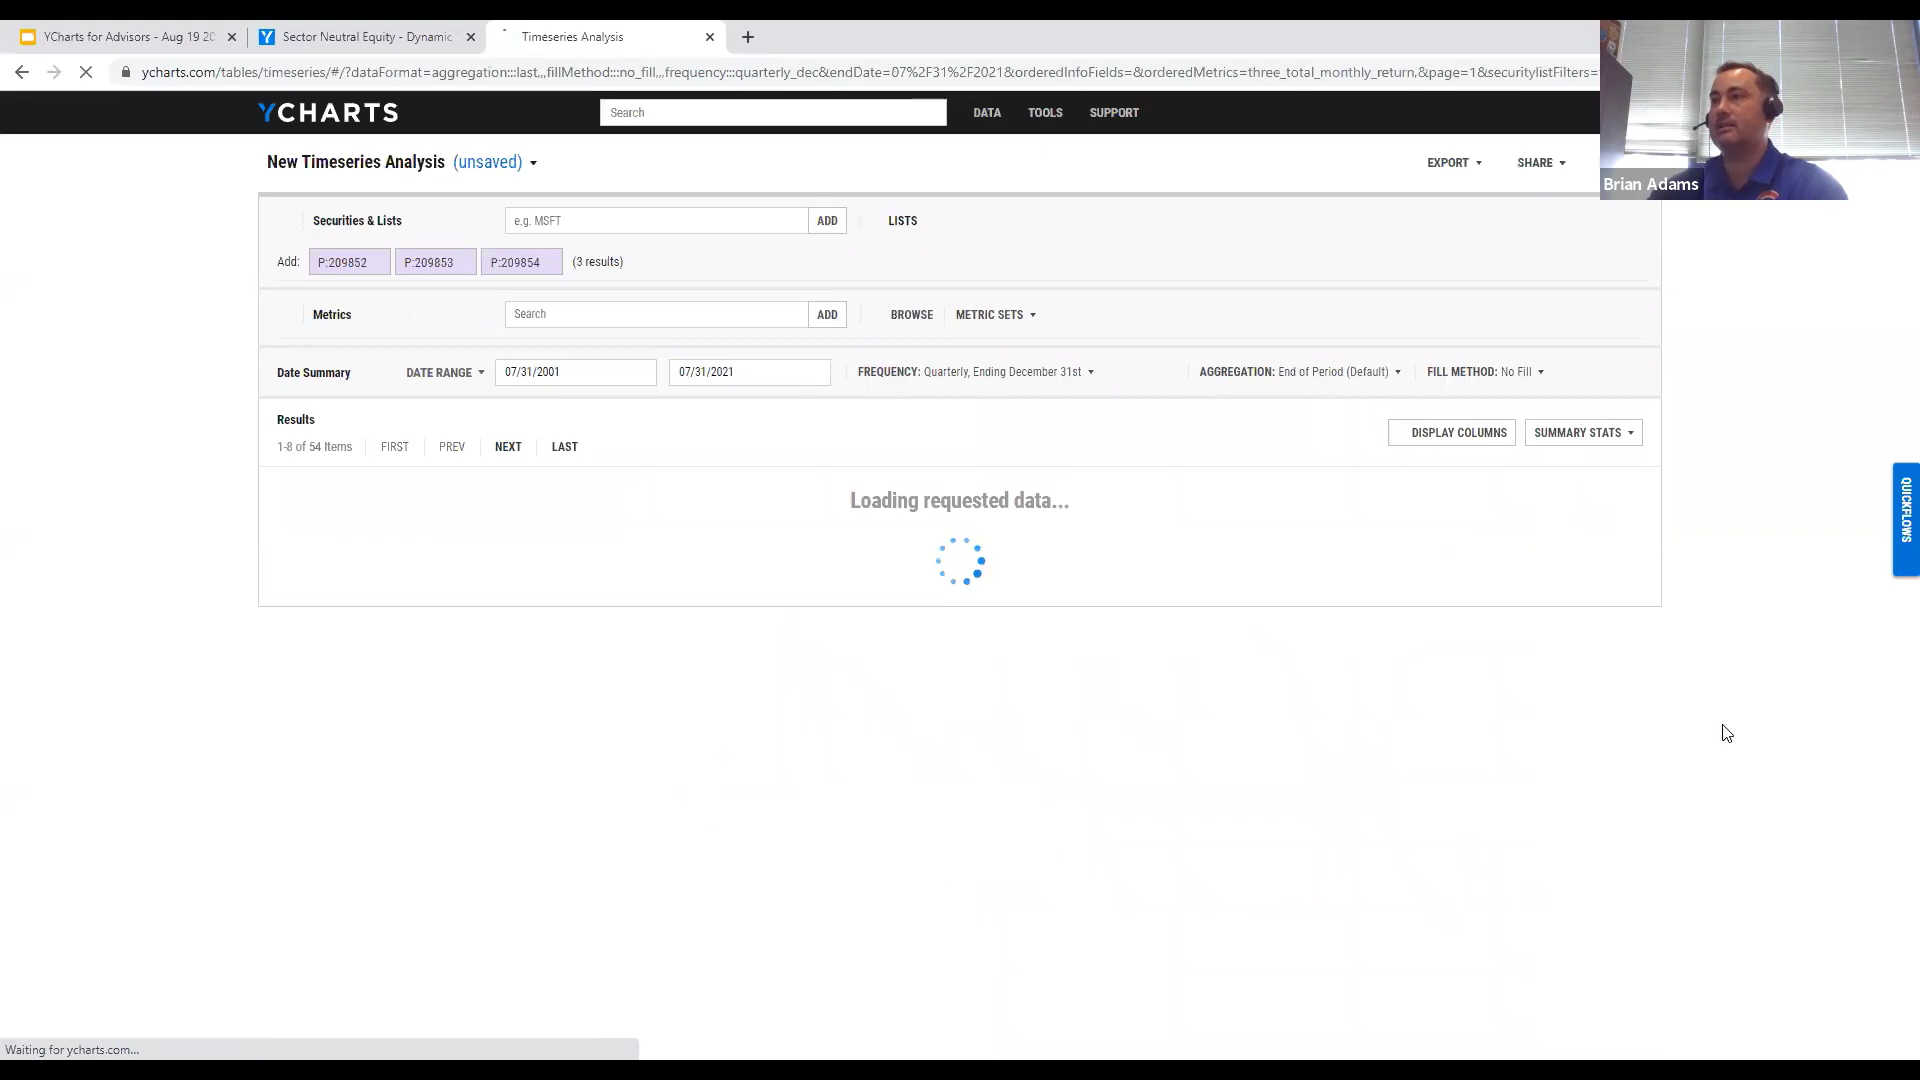 YCharts for Advisors - Aug 19 20
Sector Neutral Equity - Dynamic
Timeseries Analysis
ycharts.com/tables/timeseries/#/?dataFormat=aggregation:::last,,,fillMethod:::no_fill,,,frequency:::quarterly_dec&endDate=07%2F31%2F2021&orderedInfoFields=&orderedMetrics=three_total_monthly_return,&page=1&securitylistFilters=
YCHARTS
Search
DATA
TOOLS
SUPPORT
Brian Adams
New Timeseries Analysis (unsaved)
EXPORT
SHARE
Securities & Lists
e.g. MSFT
ADD
LISTS
Add: P:209852 P:209853 P:209854 (3 results)
Metrics
Search
ADD
BROWSE
METRIC SETS
Date Summary
DATE RANGE
07/31/2001
07/31/2021
FREQUENCY: Quarterly, Ending December 31st
AGGREGATION: End of Period (Default)
FILL METHOD: No Fill
Results
1-8 of 54 Items
FIRST
PREV
NEXT
LAST
DISPLAY COLUMNS
SUMMARY STATS
Loading requested data...
QUICKFLOWS
Waiting for ycharts.com...